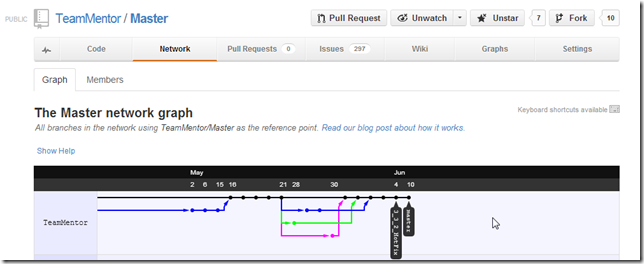 PUBLIC TeamMentor / Master Pull Request Unwatch Unstar 7 Fork 10
Code Network Pull Requests 0 Issues 297 Wiki Graphs Settings
Graph Members
The Master network graph
Keyboard shortcuts available
All branches in the network using TeamMentor/Master as the reference point. Read our blog post about how it works.
Show Help
May Jun
2 6 15 16 21 28 30 4 10
TeamMentor
3_3_2_HotFix
master